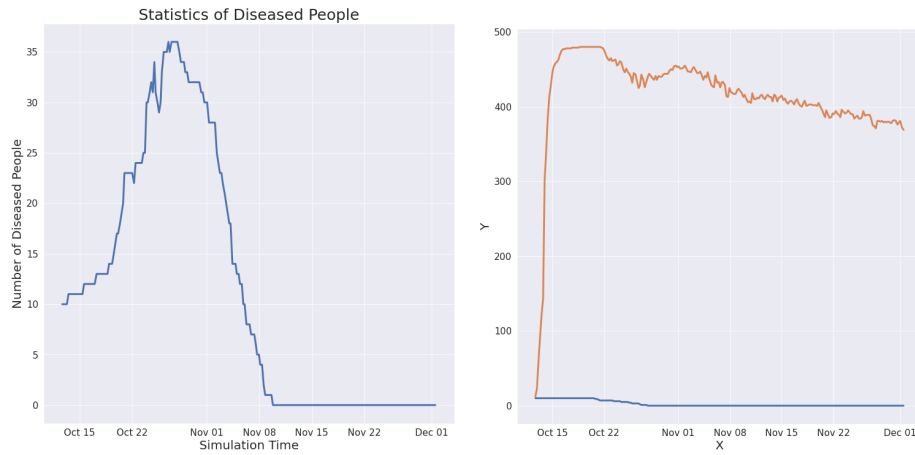 Statistics of Diseased People
Number of Diseased People
35
30
25
20
15
10
5
0
Oct 15 Oct 22 Nov 01 Nov 08 Nov 15 Nov 22 Dec 01
Simulation Time
Y
500
400
300
200
100
0
Oct 15 Oct 22 Nov 01 Nov 08 Nov 15 Nov 22 Dec 01
X